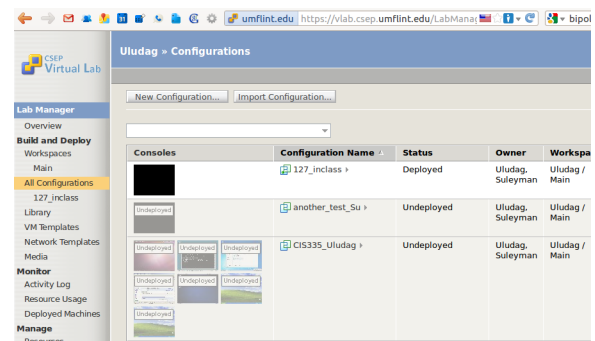 umflint.edu https://vlab.csep.umflint.edu/LabManag
bipol
CSEP
Virtual Lab
Uludag » Configurations
New Configuration... Import Configuration...
Lab Manager
Overview
Build and Deploy
Workspaces
Main
All Configurations
127_inclass
Library
VM Templates
Network Templates
Media
Monitor
Activity Log
Resource Usage
Deployed Machines
Manage
Resources
Consoles Configuration Name Status Owner Workspa
127_inclass Deployed Uludag, Uludag /
Suleyman Main
Undeployed another_test_Su Undeployed Uludag, Uludag /
Suleyman Main
Undeployed Undeployed Undeployed CIS335_Uludag Undeployed Uludag, Uludag /
Suleyman Main
Undeployed Undeployed Undeployed
Undeployed